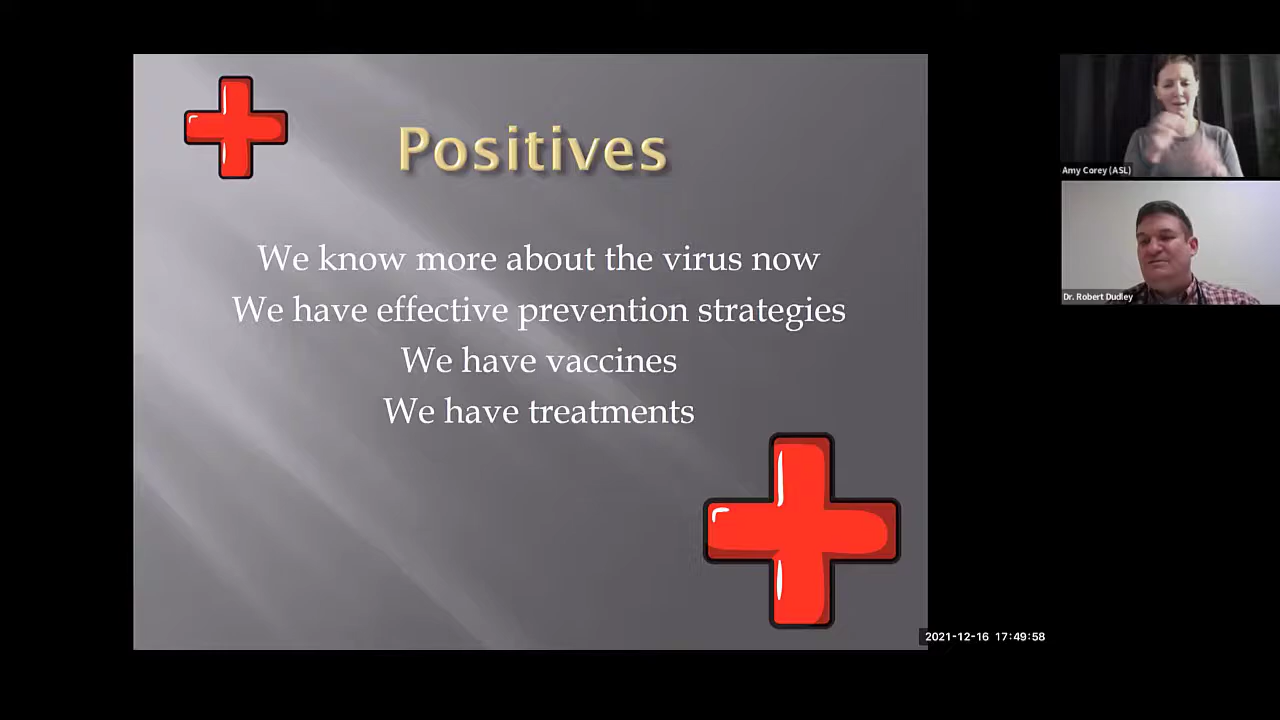 Positives
We know more about the virus now
We have effective prevention strategies
We have vaccines
We have treatments
Amy Corey (ASL)
Dr. Robert Dudley
2021-12-16 17:49:58